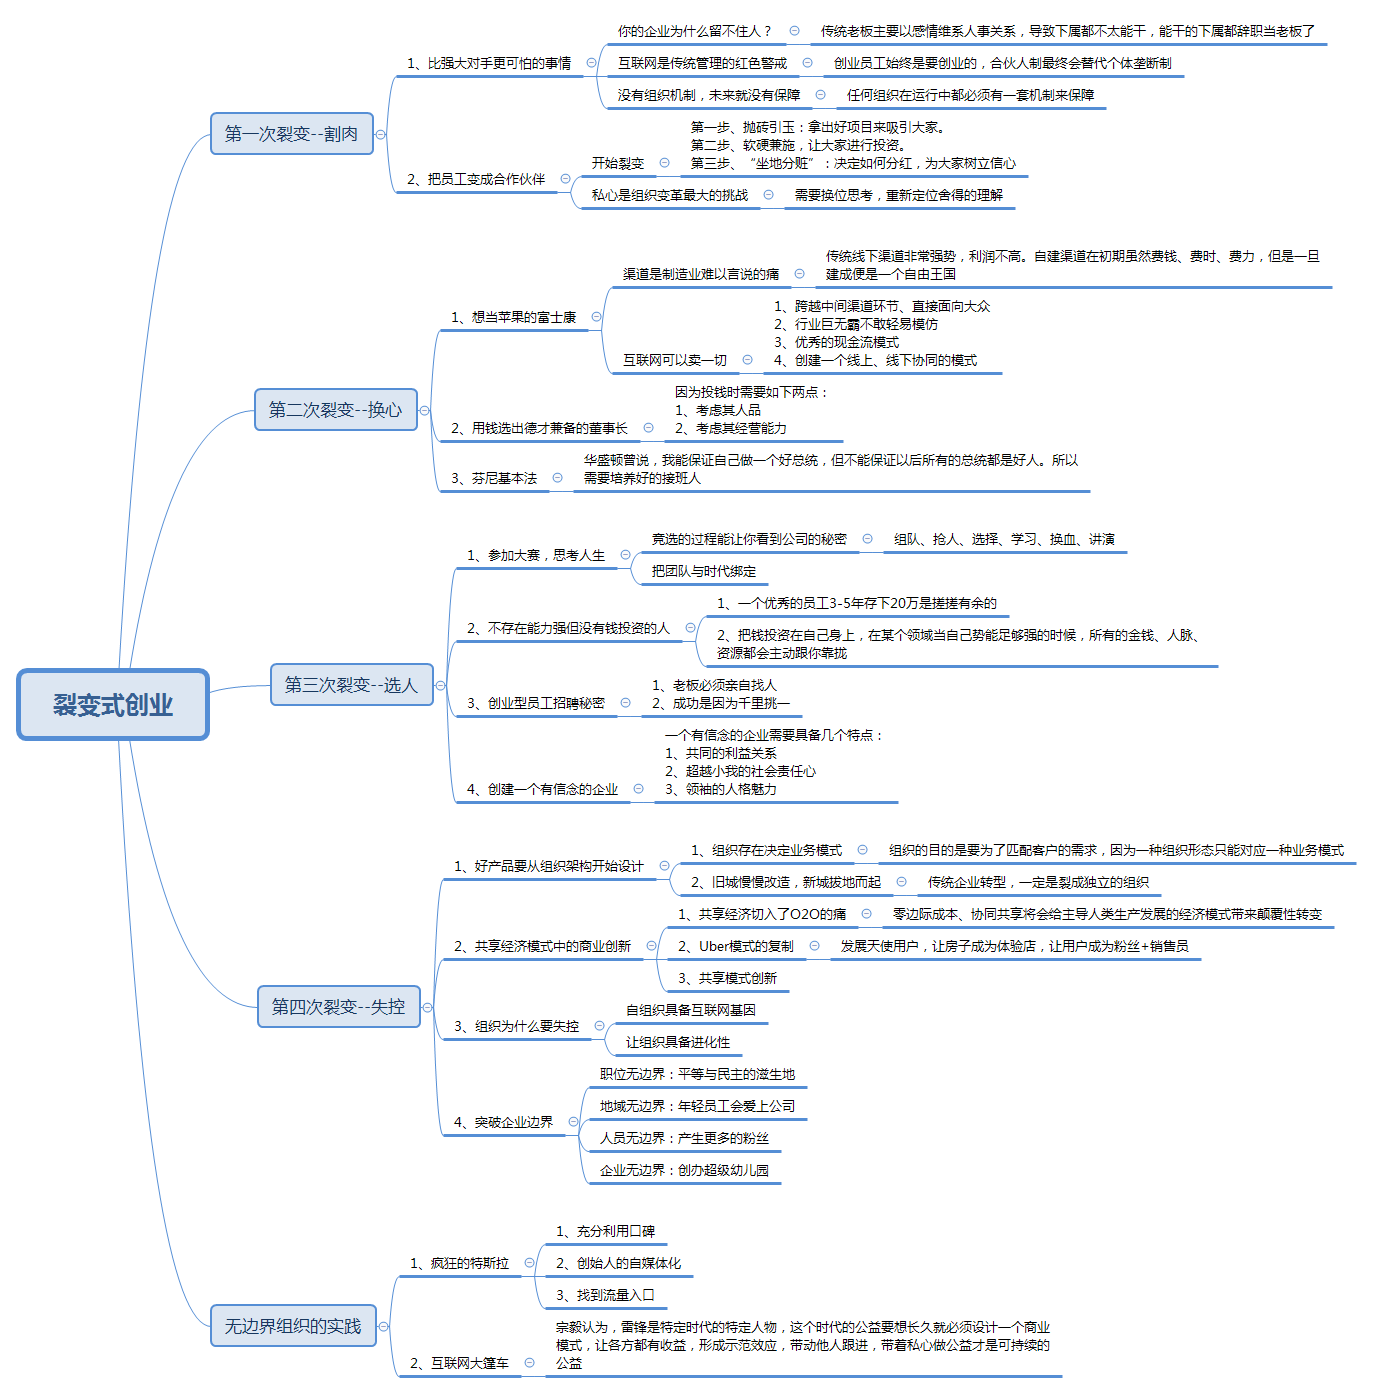 裂变式创业
第一次裂变--割肉
1、比强大对手更可怕的事情
你的企业为什么留不住人？
传统老板主要以感情维系人事关系，导致下属都不太能干，能干的下属都辞职当老板了
互联网是传统管理的红色警戒
创业员工始终是要创业的，合伙人制最终会替代个体垄断制
没有组织机制，未来就没有保障
任何组织在运行中都必须有一套机制来保障
2、把员工变成合作伙伴
开始裂变
第一步、抛砖引玉：拿出好项目来吸引大家。
第二步、软硬兼施，让大家进行投资。
第三步、“坐地分赃”：决定如何分红，为大家树立信心
私心是组织变革最大的挑战
需要换位思考，重新定位舍得的理解
第二次裂变--换心
1、想当苹果的富士康
渠道是制造业难以言说的痛
传统线下渠道非常强势，利润不高。自建渠道在初期虽然费钱、费时、费力，但是一旦
建成便是一个自由王国
互联网可以卖一切
1、跨越中间渠道环节、直接面向大众
2、行业巨无霸不敢轻易模仿
3、优秀的现金流模式
4、创建一个线上、线下协同的模式
2、用钱选出德才兼备的董事长
因为投钱时需要如下两点：
1、考虑其人品
2、考虑其经营能力
3、芬尼基本法
华盛顿曾说，我能保证自己做一个好总统，但不能保证以后所有的总统都是好人。所以
需要培养好的接班人
第三次裂变--选人
1、参加大赛，思考人生
竞选的过程能让你看到公司的秘密
组队、抢人、选择、学习、换血、讲演
把团队与时代绑定
2、不存在能力强但没有钱投资的人
1、一个优秀的员工3-5年存下20万是搓搓有余的
2、把钱投资在自己身上，在某个领域当自己势能足够强的时候，所有的金钱、人脉、
资源都会主动跟你靠拢
3、创业型员工招聘秘密
1、老板必须亲自找人
2、成功是因为千里挑一
4、创建一个有信念的企业
一个有信念的企业需要具备几个特点：
1、共同的利益关系
2、超越小我的社会责任心
3、领袖的人格魅力
第四次裂变--失控
1、好产品要从组织架构开始设计
1、组织存在决定业务模式
组织的目的是要为了匹配客户的需求，因为一种组织形态只能对应一种业务模式
2、旧城慢慢改造，新城拔地而起
传统企业转型，一定是裂成独立的组织
2、共享经济模式中的商业创新
1、共享经济切入了O2O的痛
零边际成本、协同共享将会给主导人类生产发展的经济模式带来颠覆性转变
2、Uber模式的复制
发展天使用户，让房子成为体验店，让用户成为粉丝+销售员
3、共享模式创新
3、组织为什么要失控
自组织具备互联网基因
让组织具备进化性
4、突破企业边界
职位无边界：平等与民主的滋生地
地域无边界：年轻员工会爱上公司
人员无边界：产生更多的粉丝
企业无边界：创办超级幼儿园
无边界组织的实践
1、疯狂的特斯拉
1、充分利用口碑
2、创始人的自媒体化
3、找到流量入口
2、互联网大篷车
宗毅认为，雷锋是特定时代的特定人物，这个时代的公益要想长久就必须设计一个商业
模式，让各方都有收益，形成示范效应，带动他人跟进，带着私心做公益才是可持续的
公益